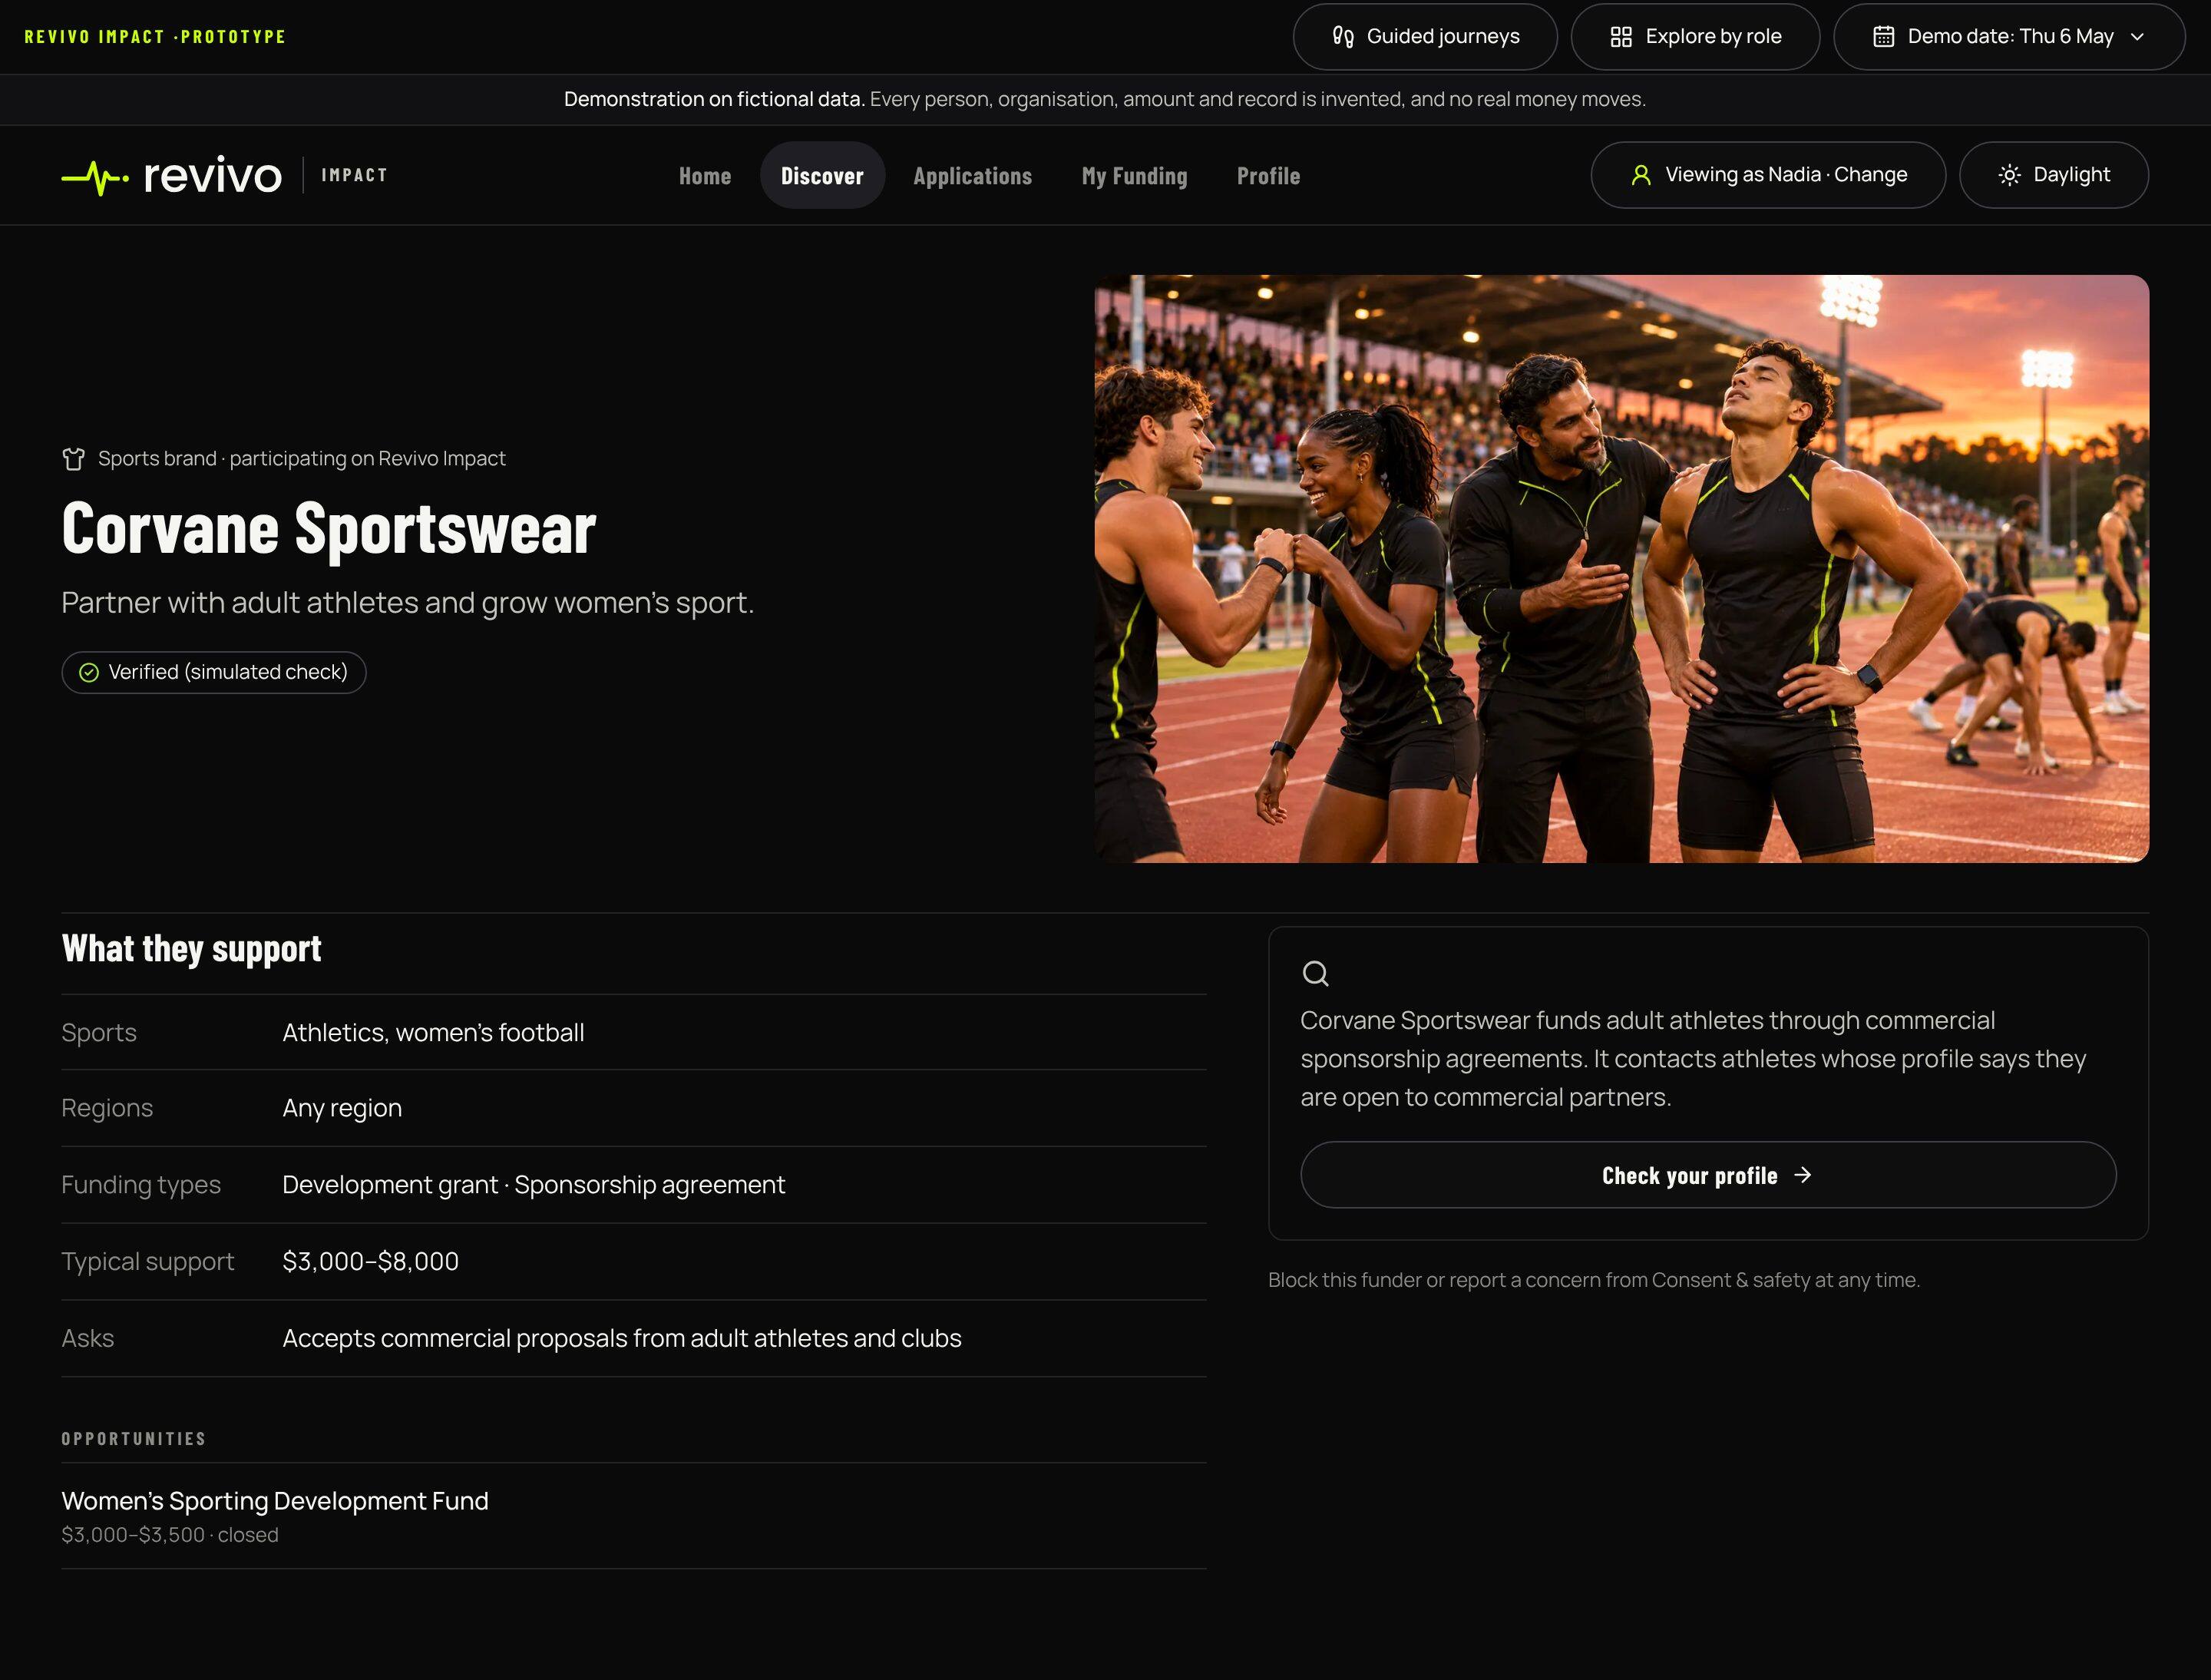 REVIVO IMPACT · PROTOTYPE
Guided journeys
Explore by role
Demo date: Thu 6 May
Demonstration on fictional data. Every person, organisation, amount and record is invented, and no real money moves.
revivo
IMPACT
Home
Discover
Applications
My Funding
Profile
Viewing as Nadia · Change
Daylight
Sports brand · participating on Revivo Impact
Corvane Sportswear
Partner with adult athletes and grow women’s sport.
Verified (simulated check)
What they support
Sports Athletics, women’s football
Regions Any region
Funding types Development grant · Sponsorship agreement
Typical support $3,000–$8,000
Asks Accepts commercial proposals from adult athletes and clubs
OPPORTUNITIES
Women’s Sporting Development Fund
$3,000–$3,500 · closed
Corvane Sportswear funds adult athletes through commercial
sponsorship agreements. It contacts athletes whose profile says they
are open to commercial partners.
Check your profile
Block this funder or report a concern from Consent & safety at any time.